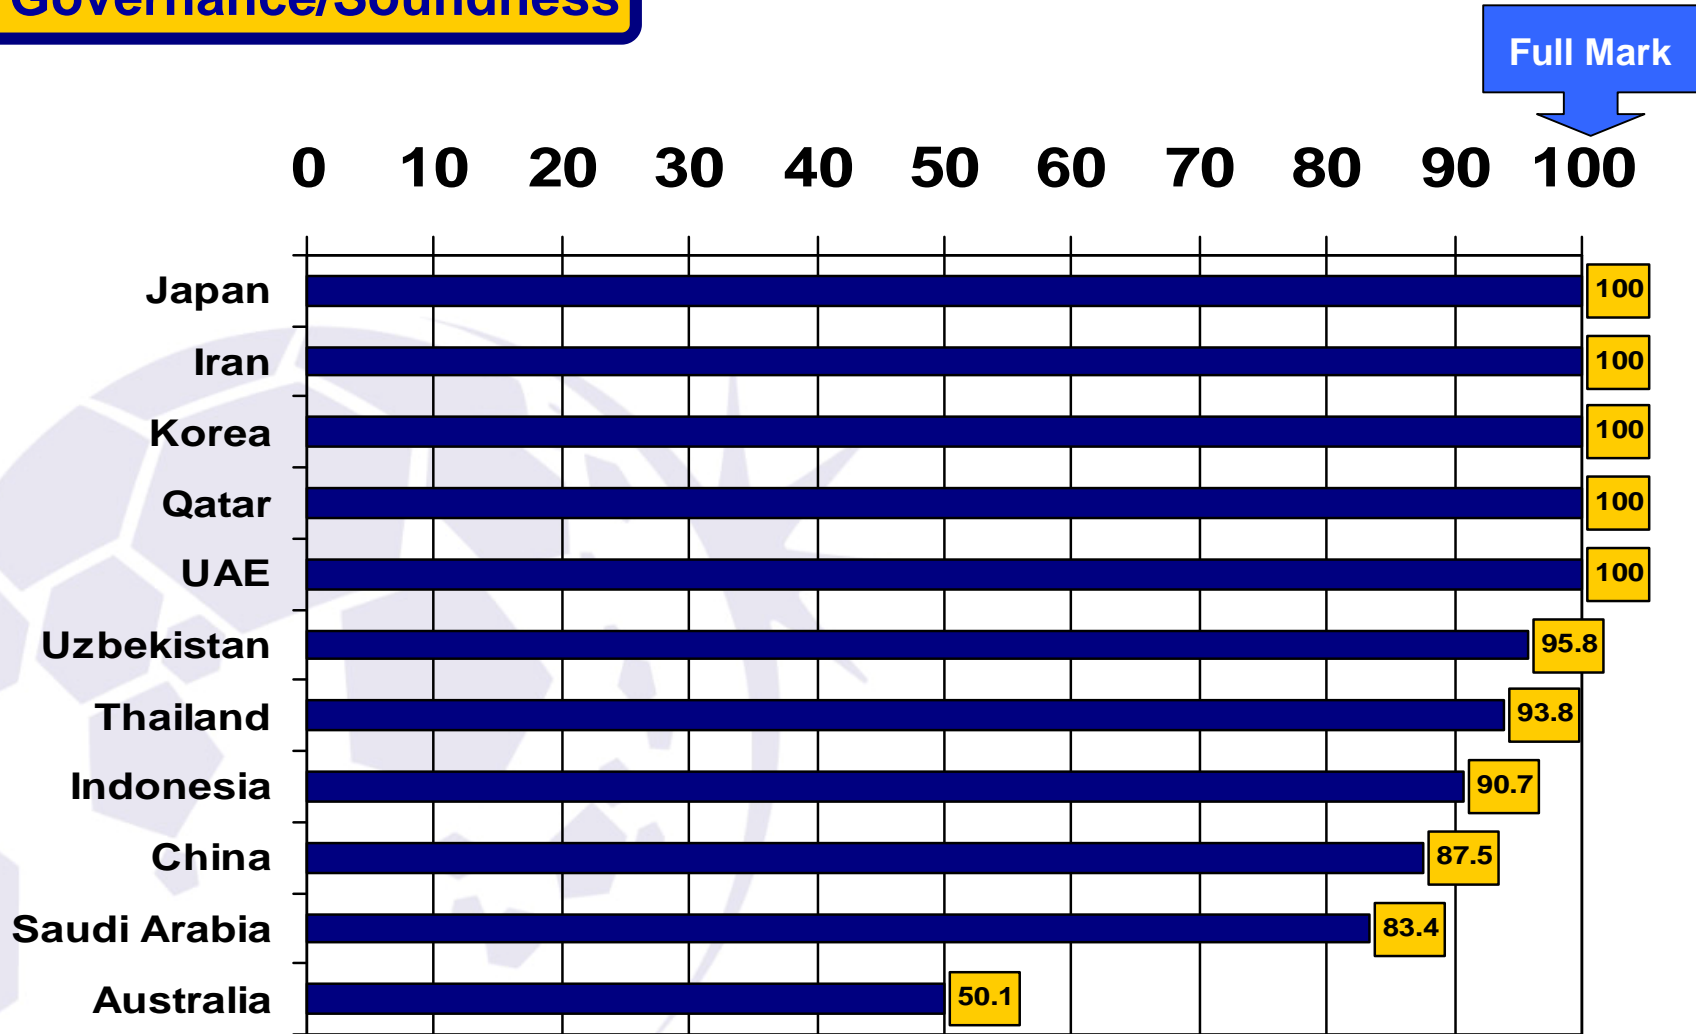 Governance/Soundness
Full Mark
0 10 20 30 40 50 60 70 80 90 100
Japan 100
Iran 100
Korea 100
Qatar 100
UAE 100
Uzbekistan 95.8
Thailand 93.8
Indonesia 90.7
China 87.5
Saudi Arabia 83.4
Australia 50.1